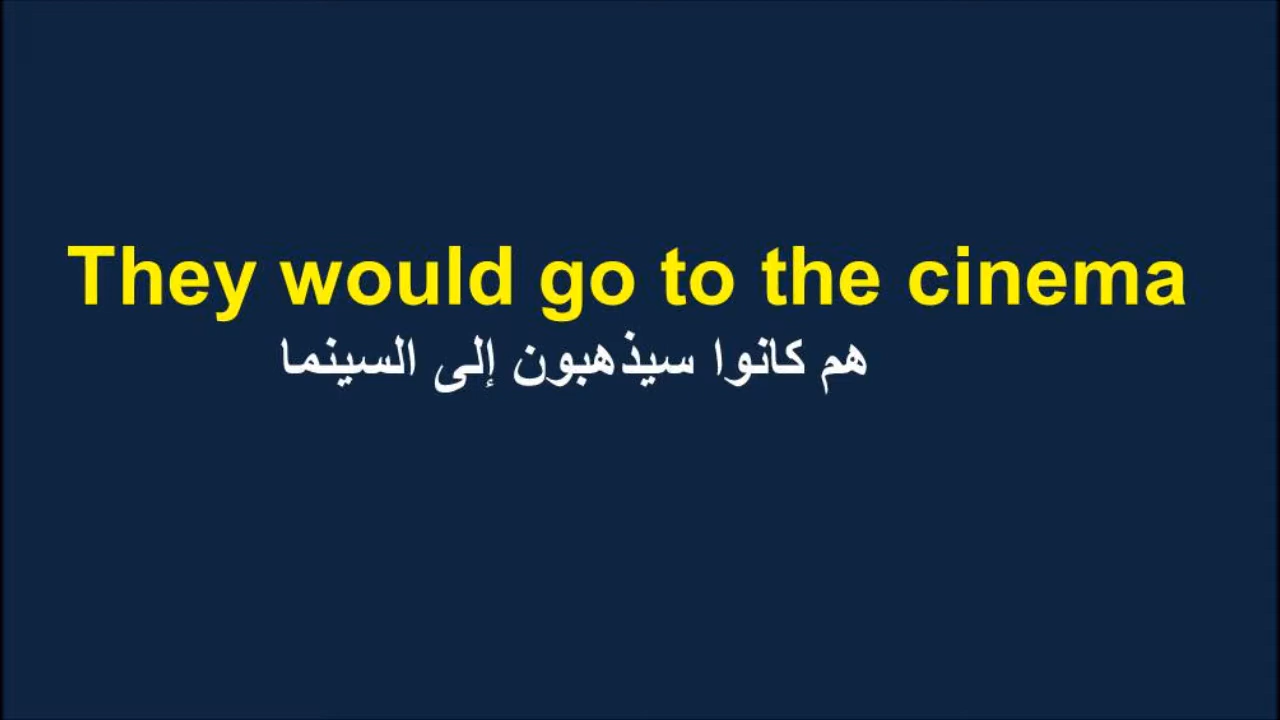 They would go to the cinema
هم كانوا سيذهبون إلى السينما